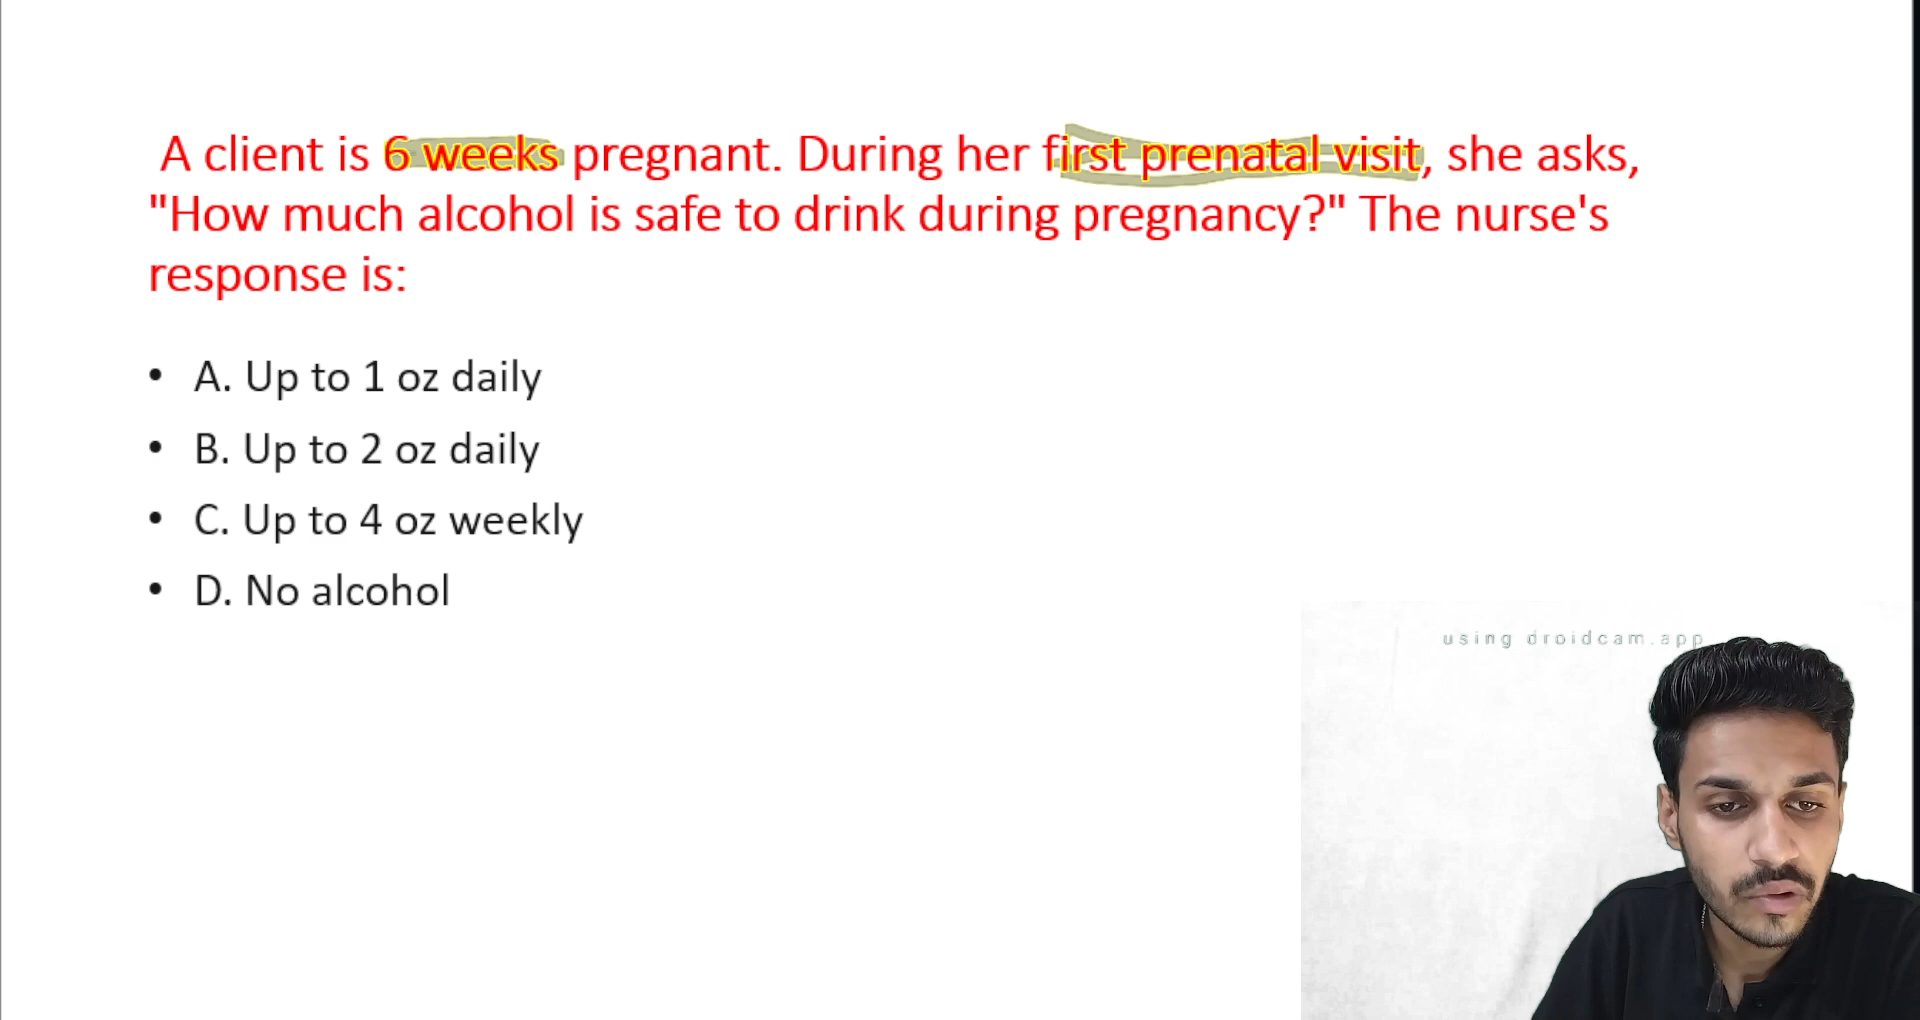 A client is 6 weeks pregnant. During her first prenatal visit, she asks,
"How much alcohol is safe to drink during pregnancy?" The nurse's
response is:
• A. Up to 1 oz daily
• B. Up to 2 oz daily
• C. Up to 4 oz weekly
• D. No alcohol
using droidcam.app